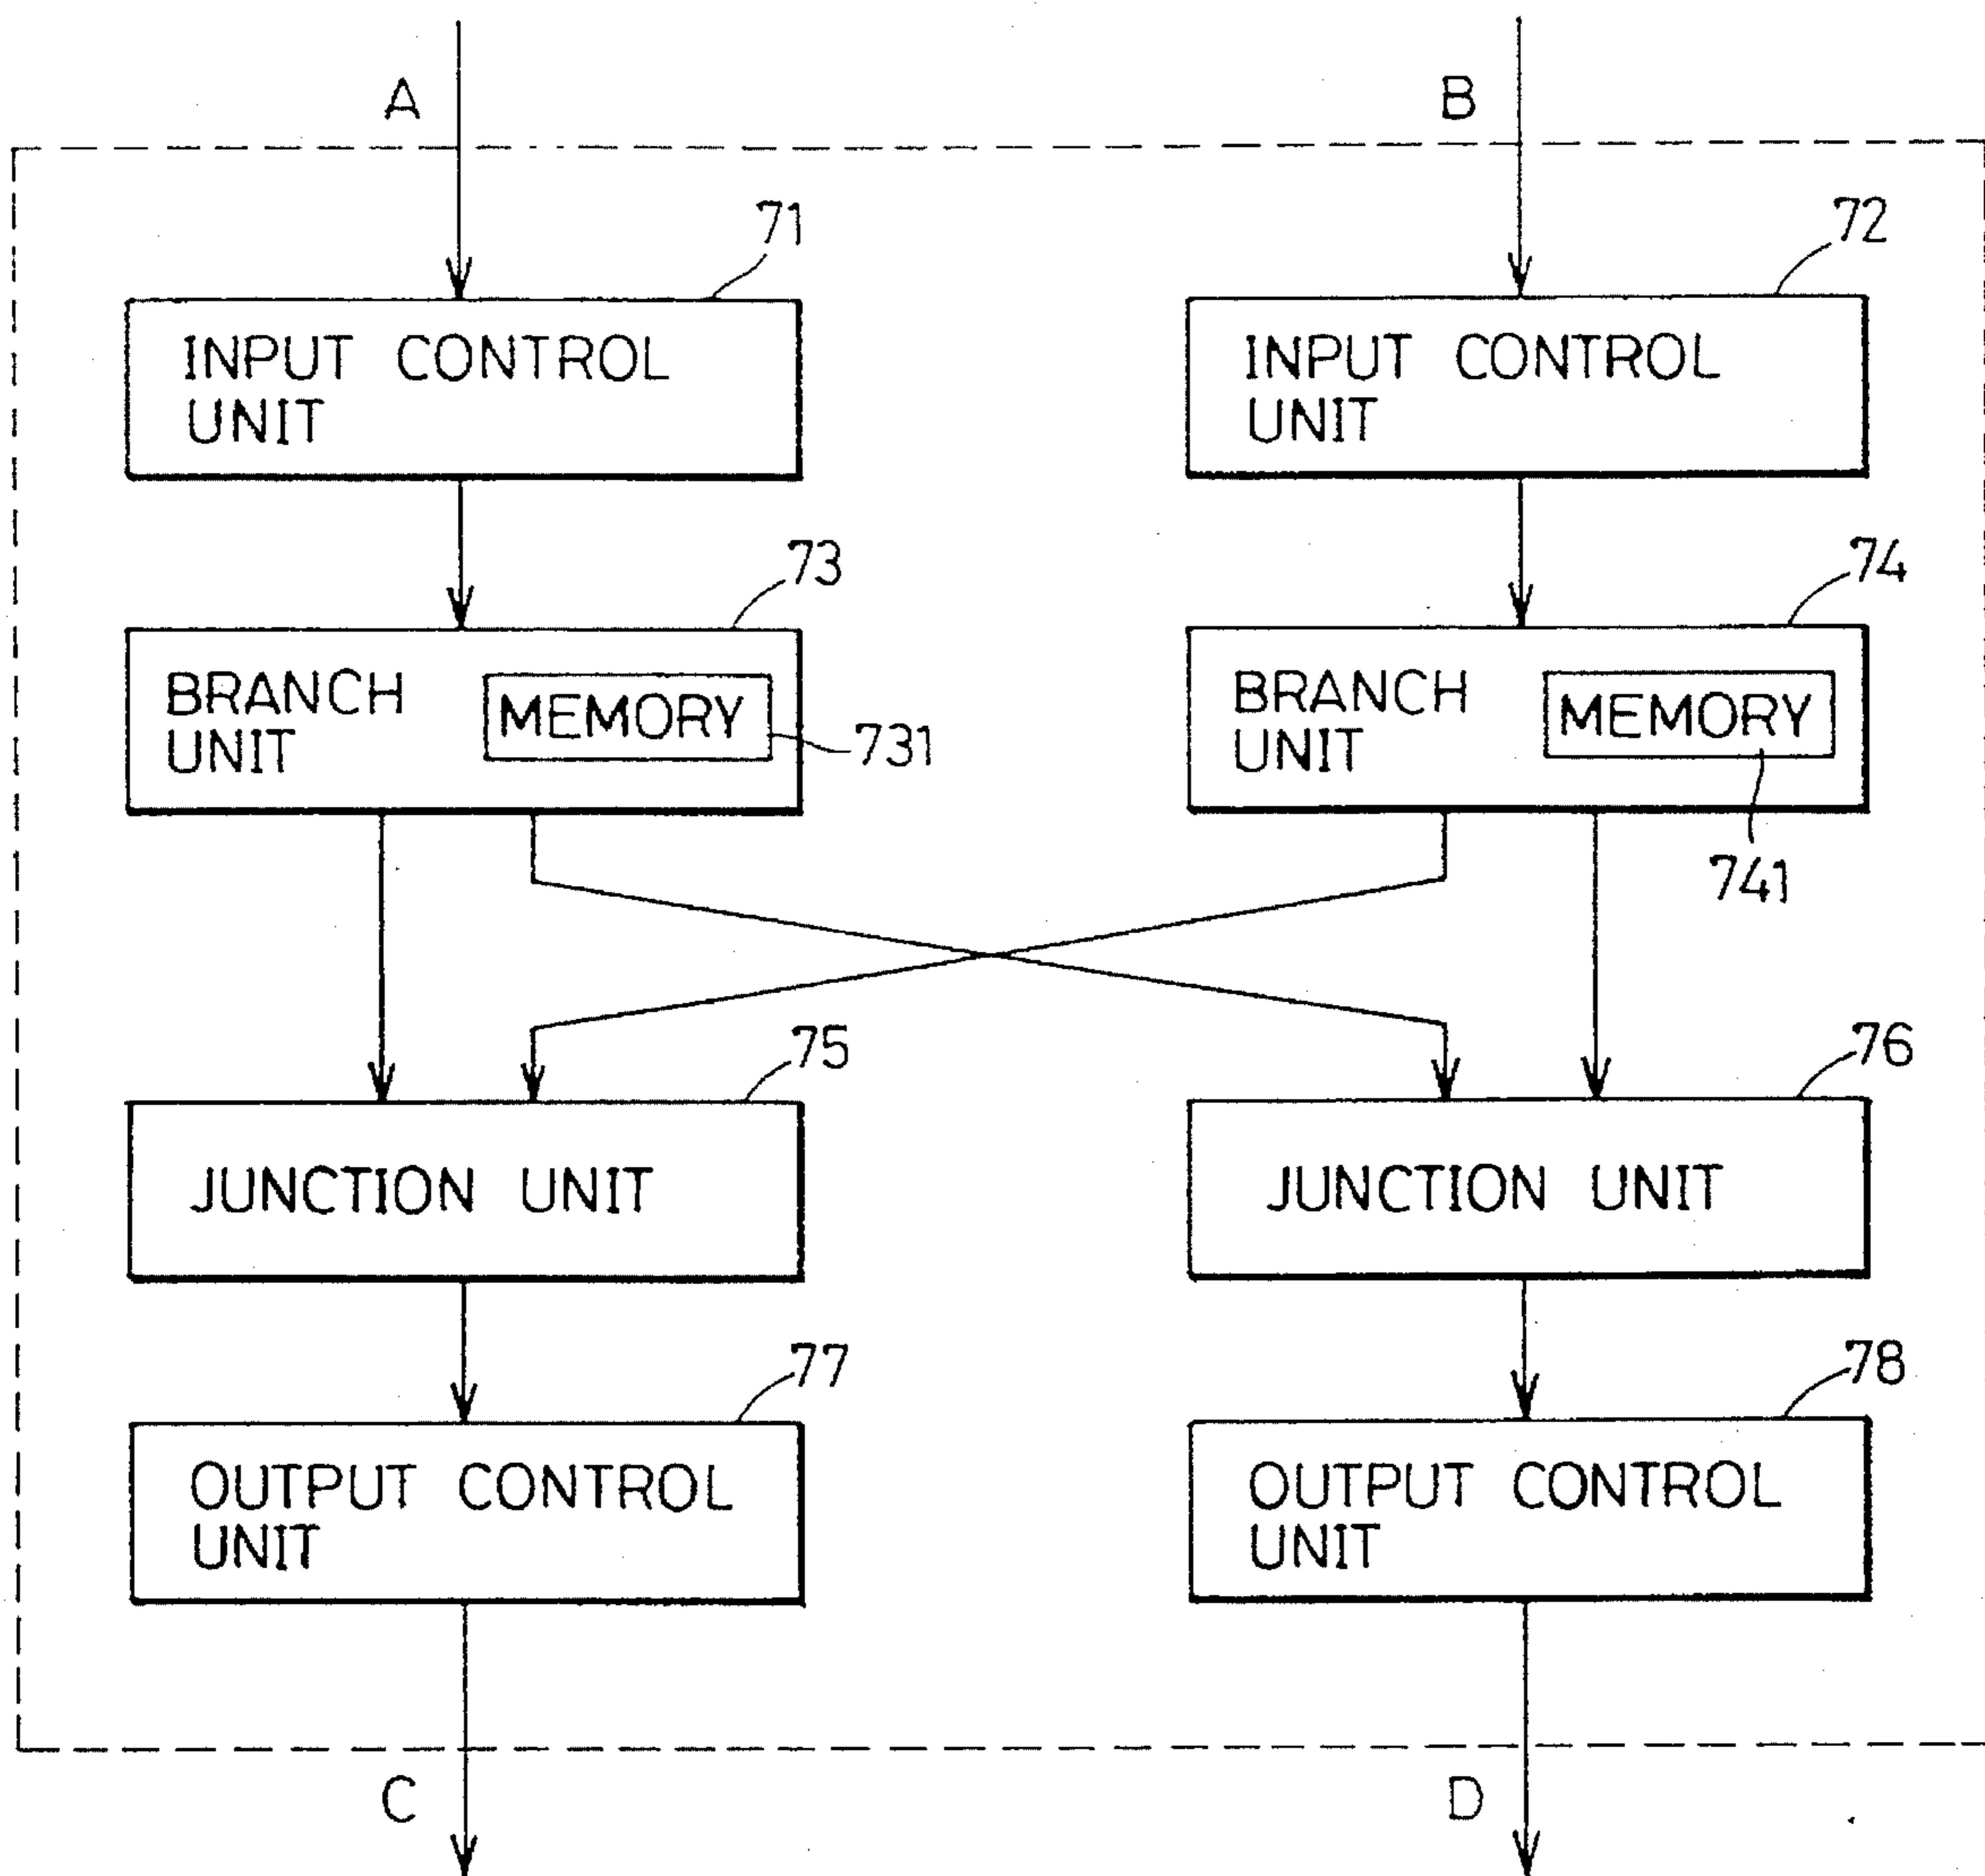 A
B
71
72
INPUT CONTROL
UNIT
INPUT CONTROL
UNIT
73
74
BRANCH
UNIT
MEMORY
731
BRANCH
UNIT
MEMORY
741
75
76
JUNCTION UNIT
JUNCTION UNIT
77
78
OUTPUT CONTROL
UNIT
OUTPUT CONTROL
UNIT
C
D